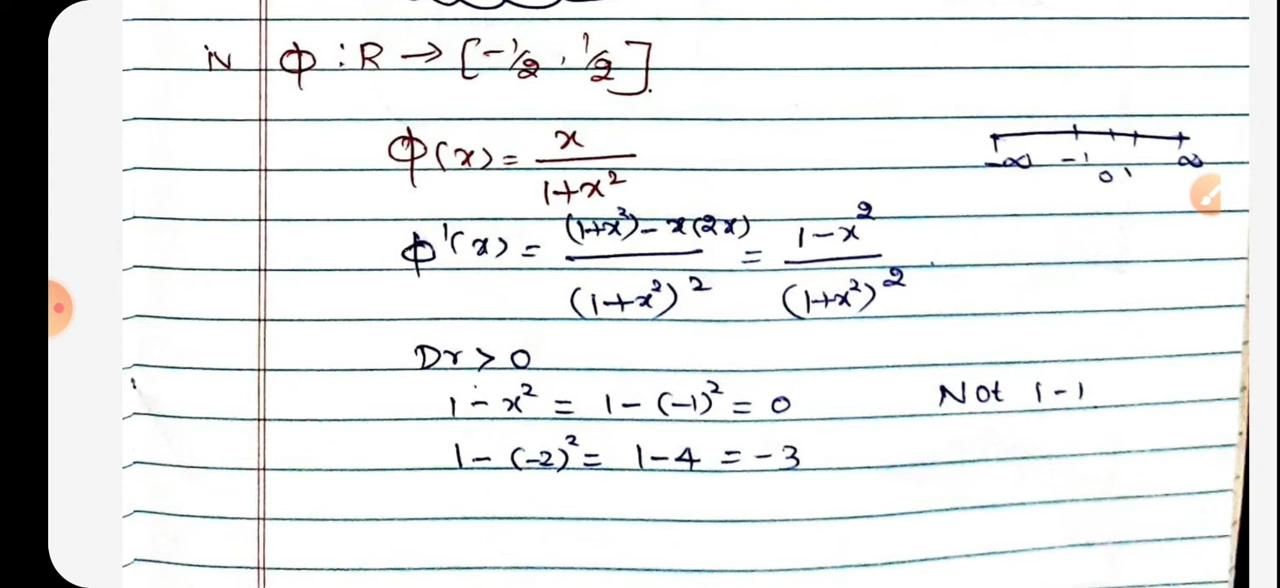 iv φ : R → [-1/2, 1/2].
φ(x) = x / (1+x²)
-∞ -1 0 1 ∞
φ'(x) = ((1+x²) - x(2x)) / (1+x²)² = (1-x²) / (1+x²)².
Dr > 0
1 - x² = 1 - (-1)² = 0 Not 1-1
1 - (-2)² = 1-4 = -3